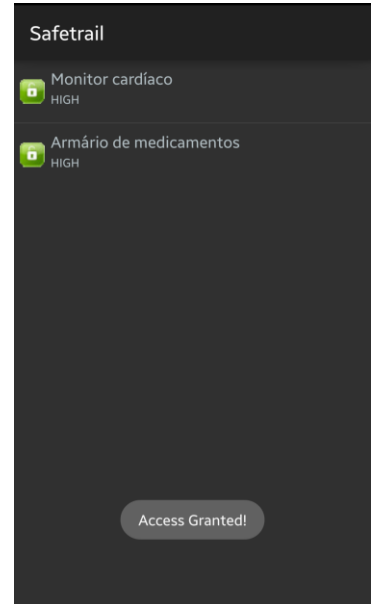 Safetrail
Monitor cardíaco
HIGH
Armário de medicamentos
HIGH
Access Granted!